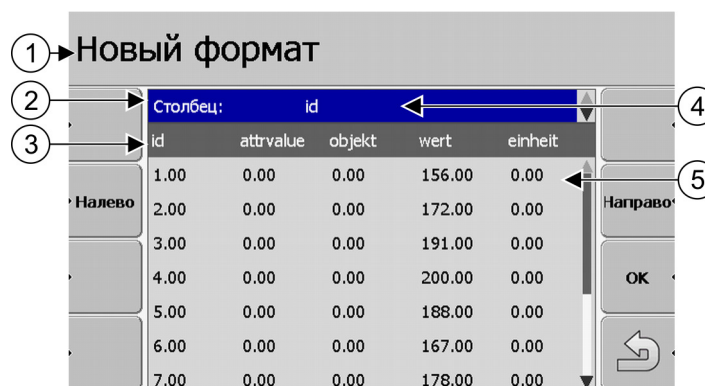 1 Новый формат
2 Столбец: id 4
3 id attrvalue objekt wert einheit
1.00 0.00 0.00 156.00 0.00 5
Налево 2.00 0.00 0.00 172.00 0.00 Направо
3.00 0.00 0.00 191.00 0.00
4.00 0.00 0.00 200.00 0.00 OK
5.00 0.00 0.00 188.00 0.00
6.00 0.00 0.00 167.00 0.00
7.00 0.00 0.00 178.00 0.00